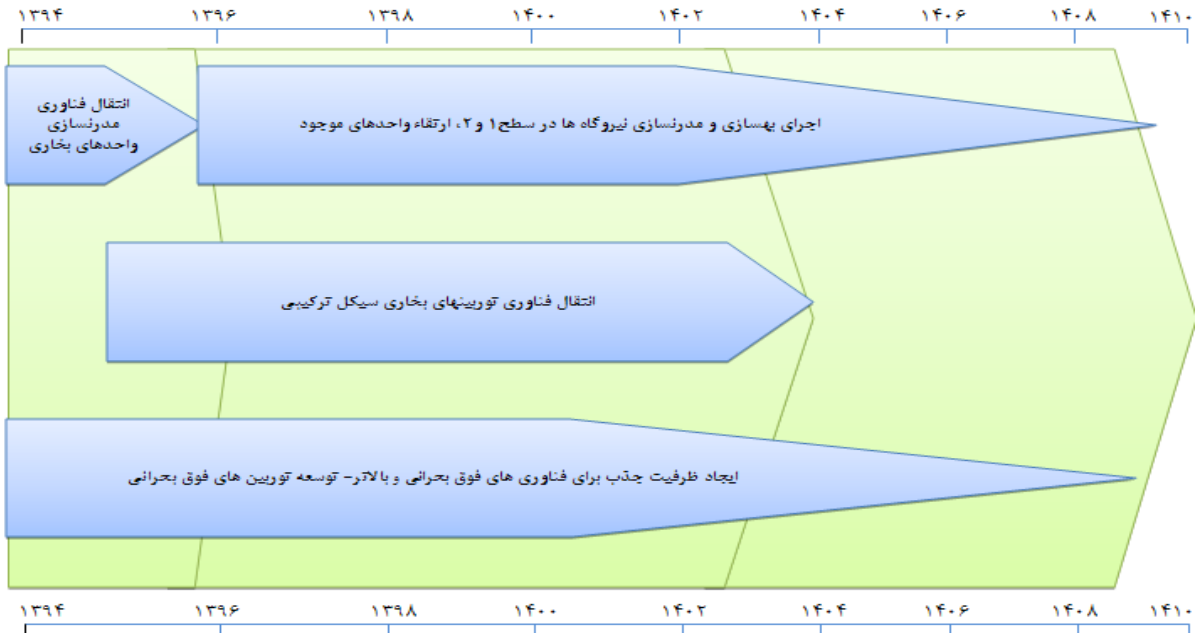 ۱۳۹۴ ۱۳۹۶ ۱۳۹۸ ۱۴۰۰ ۱۴۰۲ ۱۴۰۴ ۱۴۰۶ ۱۴۰۸ ۱۴۱۰
انتقال فناوری
مدرنسازی
واحدهای بخاری
اجرای بهسازی و مدرنسازی نیروگاه ها در سطح۱ و ۲، ارتقاء واحدهای موجود
انتقال فناوری توربینهای بخاری سیکل ترکیبی
ایجاد ظرفیت جذب برای فناوری های فوق بحرانی و بالاتر- توسعه توربین های فوق بحرانی
۱۳۹۴ ۱۳۹۶ ۱۳۹۸ ۱۴۰۰ ۱۴۰۲ ۱۴۰۴ ۱۴۰۶ ۱۴۰۸ ۱۴۱۰